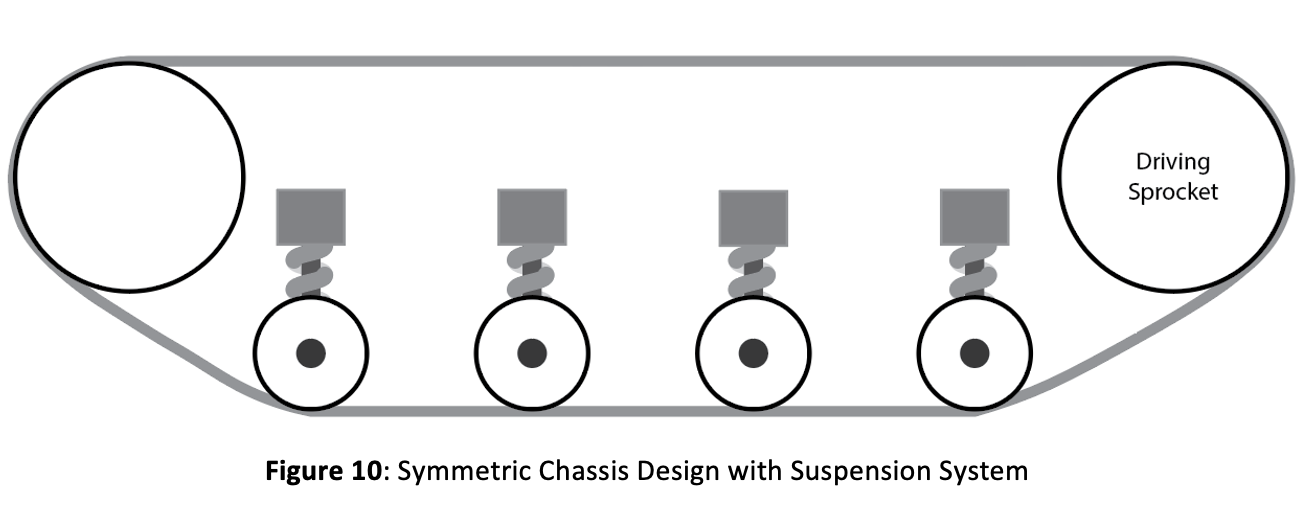 Driving
Sprocket
Figure 10: Symmetric Chassis Design with Suspension System